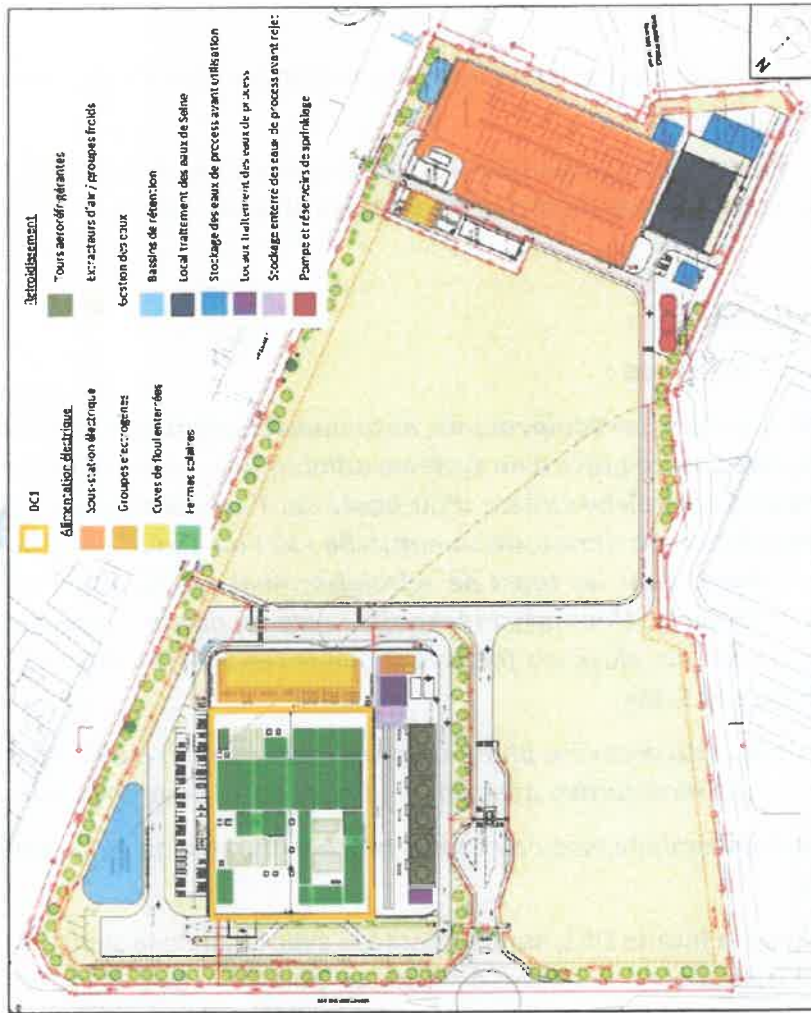 DC1
Alimentation électrique
Sous-station électrique
Groupes électrogènes
Cuves de fioul enterrées
Fermes solaires
Refroidissement
Tours aéroréfrigérantes
Extracteurs d'air / groupes froids
Gestion des eaux
Bassins de rétention
Local traitement des eaux de Seine
Stockage des eaux de process avant utilisation
Locaux traitement des eaux de process
Stockage enterré des eaux de process avant rejet
Pompe et réservoirs de sprinklage
N